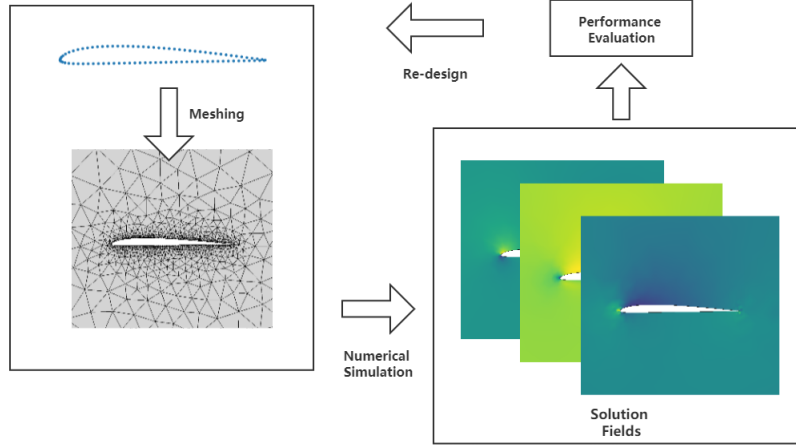 Performance
Evaluation
Re-design
Meshing
Numerical
Simulation
Solution
Fields